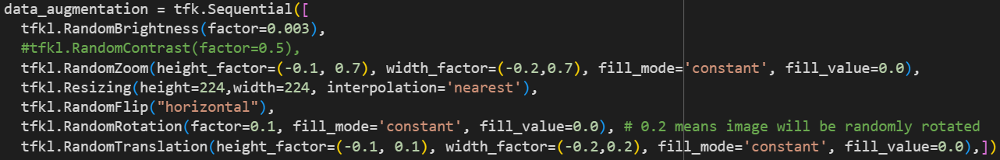 data_augmentation = tfk.Sequential([
  tfkl.RandomBrightness(factor=0.003),
  #tfkl.RandomContrast(factor=0.5),
  tfkl.RandomZoom(height_factor=(-0.1, 0.7), width_factor=(-0.2,0.7), fill_mode='constant', fill_value=0.0),
  tfkl.Resizing(height=224,width=224, interpolation='nearest'),
  tfkl.RandomFlip("horizontal"),
  tfkl.RandomRotation(factor=0.1, fill_mode='constant', fill_value=0.0), # 0.2 means image will be randomly rotated
  tfkl.RandomTranslation(height_factor=(-0.1, 0.1), width_factor=(-0.2,0.2), fill_mode='constant', fill_value=0.0),])